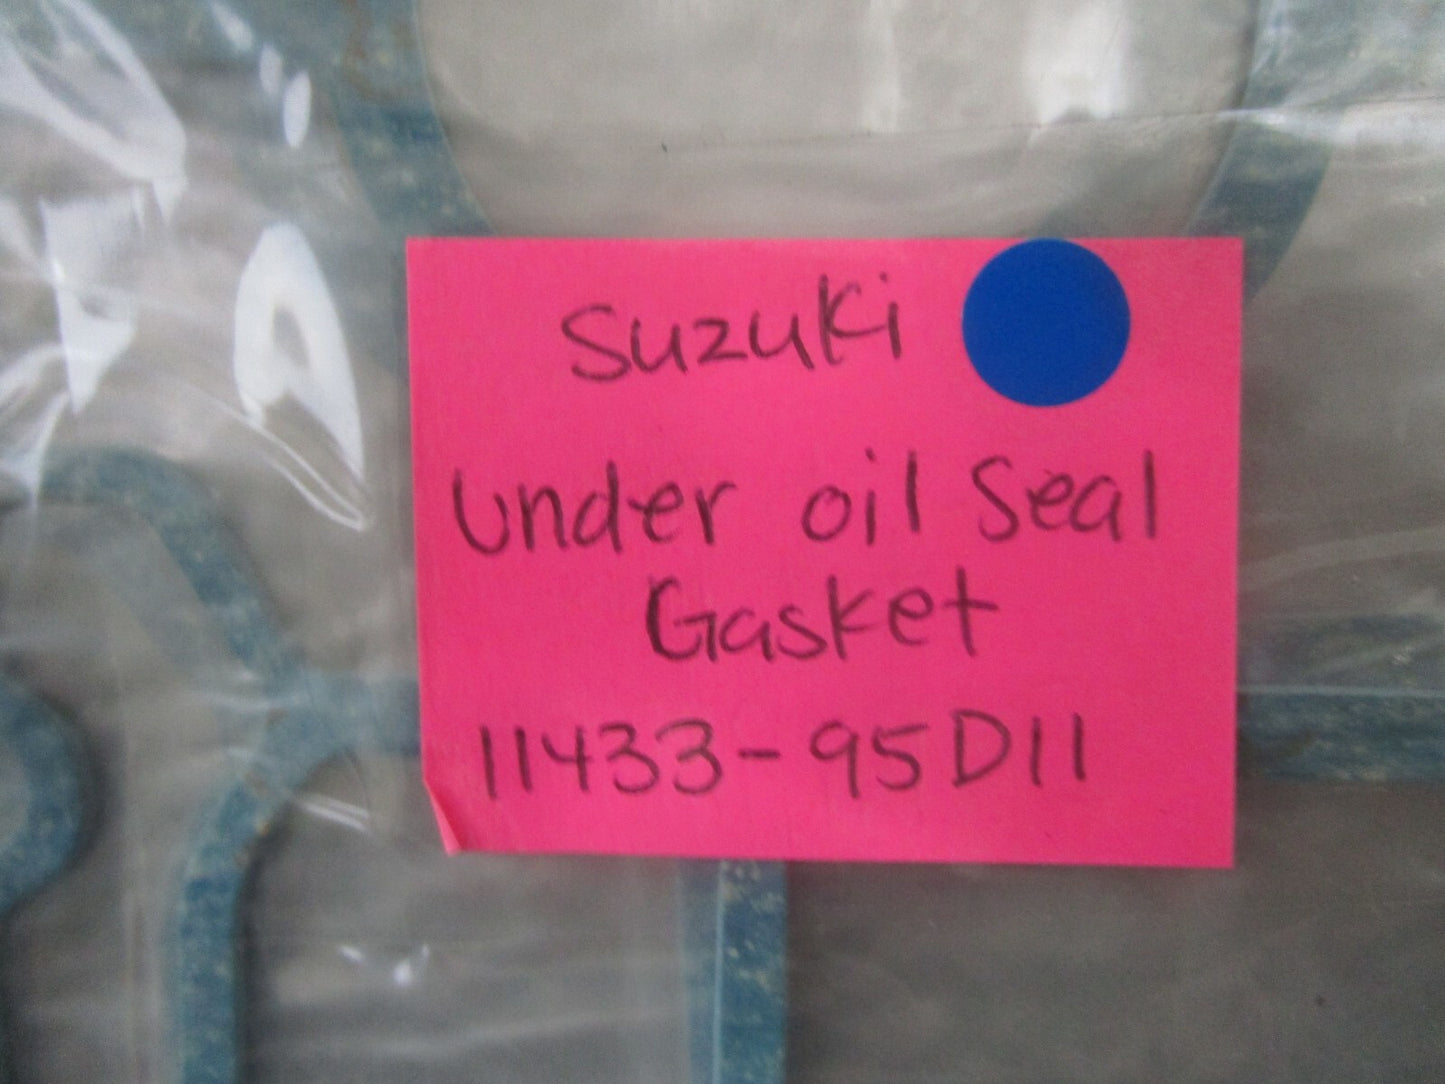 Suzuki
Under oil Seal
Gasket
11433-95D11